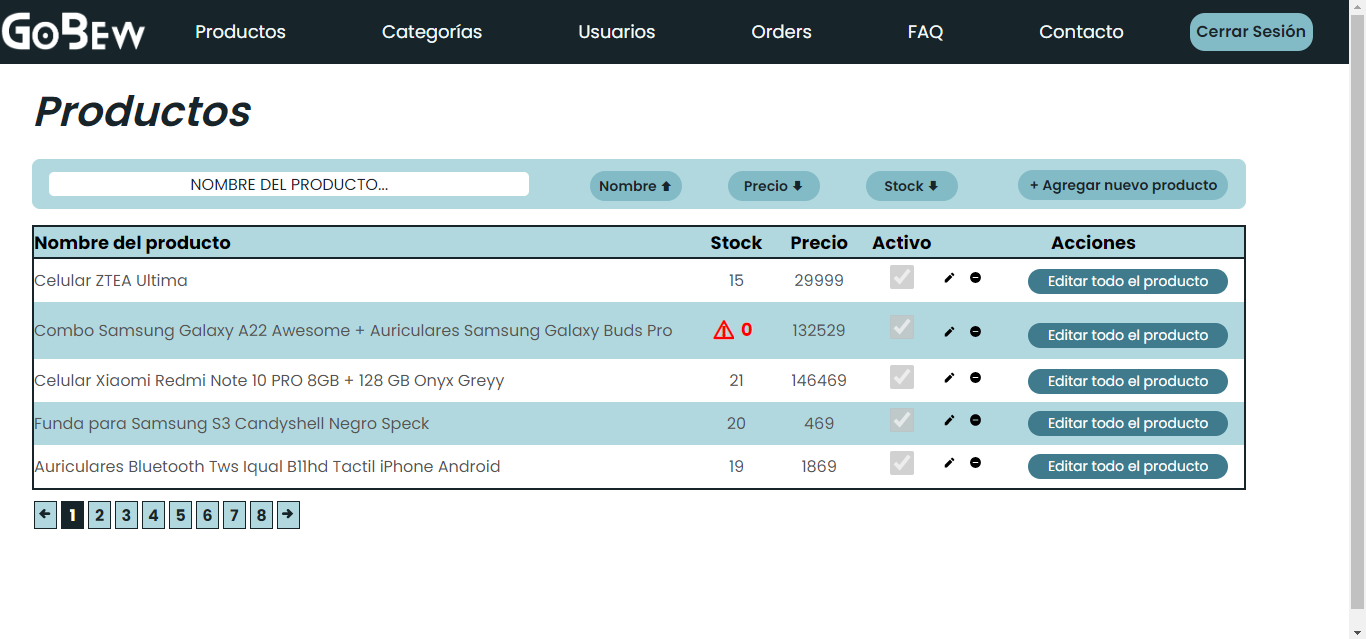 GoBew Productos Categorías Usuarios Orders FAQ Contacto Cerrar Sesión
Productos
NOMBRE DEL PRODUCTO... Nombre Precio Stock + Agregar nuevo producto
Nombre del producto Stock Precio Activo Acciones
Celular ZTEA Ultima 15 29999 Editar todo el producto
Combo Samsung Galaxy A22 Awesome + Auriculares Samsung Galaxy Buds Pro 0 132529 Editar todo el producto
Celular Xiaomi Redmi Note 10 PRO 8GB + 128 GB Onyx Greyy 21 146469 Editar todo el producto
Funda para Samsung S3 Candyshell Negro Speck 20 469 Editar todo el producto
Auriculares Bluetooth Tws Iqual B11hd Tactil iPhone Android 19 1869 Editar todo el producto
1 2 3 4 5 6 7 8